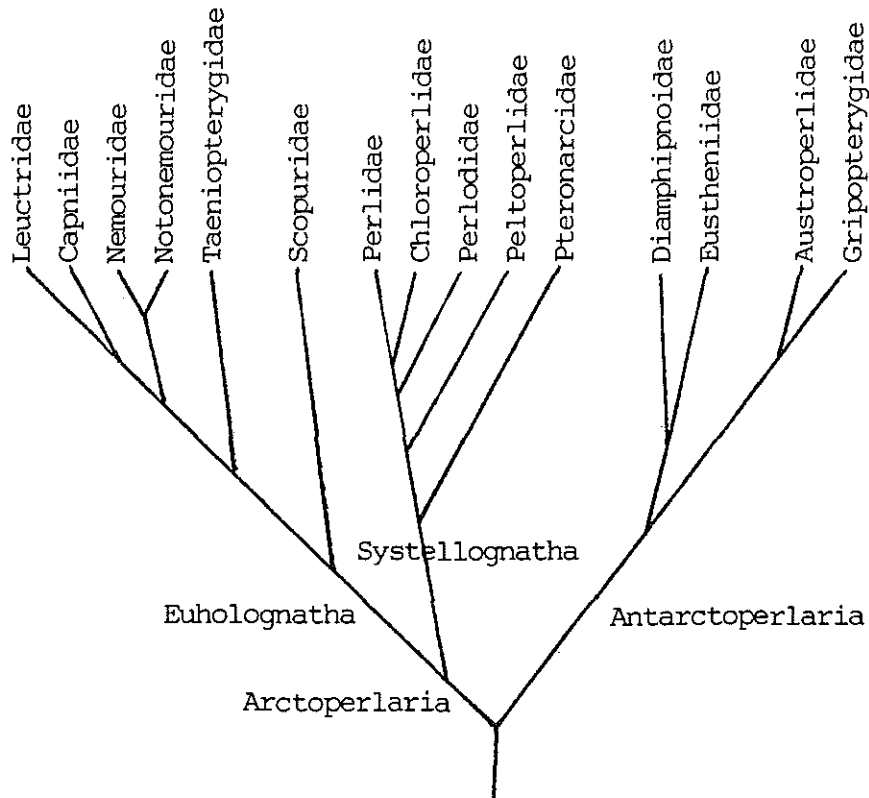 Leuctridae
Capniidae
Nemouridae
Notonemouridae
Taeniopterygidae
Scopuridae
Perlidae
Chloroperlidae
Perlodidae
Peltoperlidae
Pteronarcidae
Diamphipnoidae
Eustheniidae
Austroperlidae
Gripopterygidae
Systellognatha
Euholognatha
Antarctoperlaria
Arctoperlaria